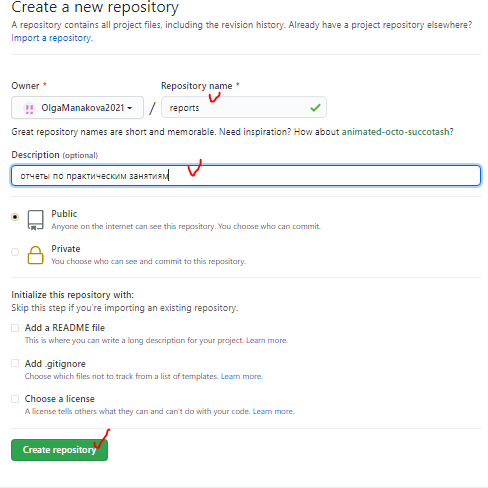 Create a new repository
A repository contains all project files, including the revision history. Already have a project repository elsewhere?
Import a repository.
Owner * Repository name *
OlgaManakova2021 / reports
Great repository names are short and memorable. Need inspiration? How about animated-octo-succotash?
Description (optional)
отчеты по практическим занятиям
Public
Anyone on the internet can see this repository. You choose who can commit.
Private
You choose who can see and commit to this repository.
Initialize this repository with:
Skip this step if you're importing an existing repository.
Add a README file
This is where you can write a long description for your project. Learn more.
Add .gitignore
Choose which files not to track from a list of templates. Learn more.
Choose a license
A license tells others what they can and can't do with your code. Learn more.
Create repository